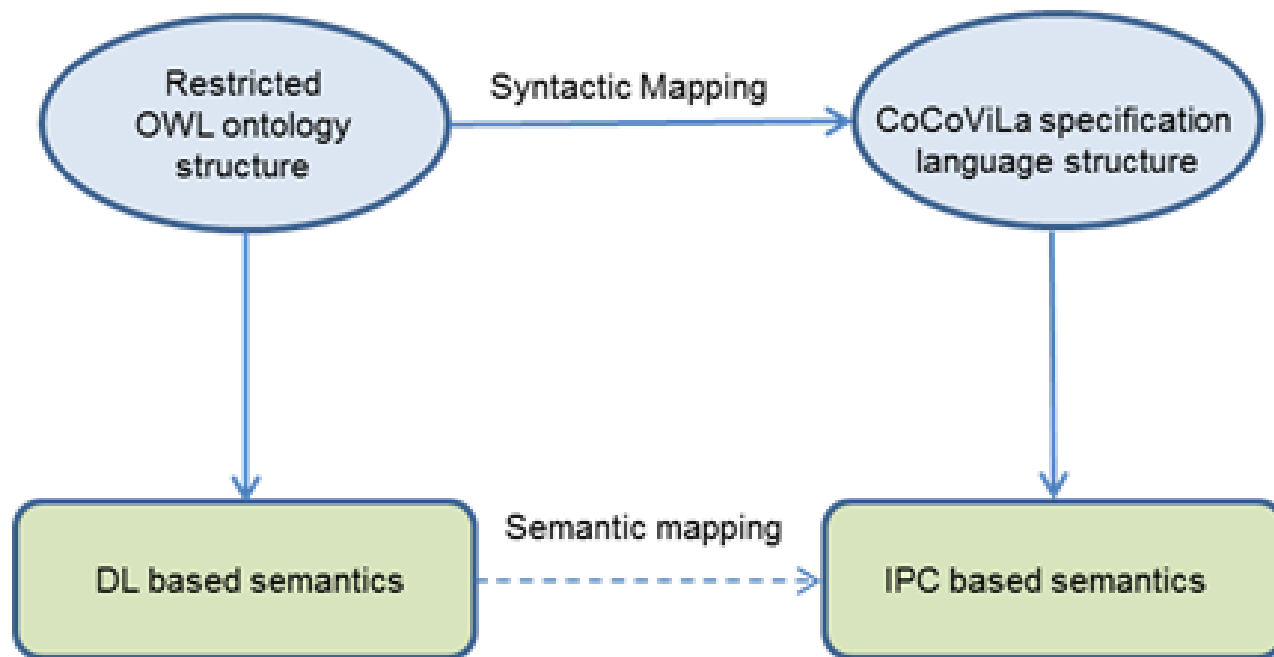 Restricted
OWL ontology
structure
Syntactic Mapping
CoCoViLa specification
language structure
Semantic mapping
DL based semantics
IPC based semantics